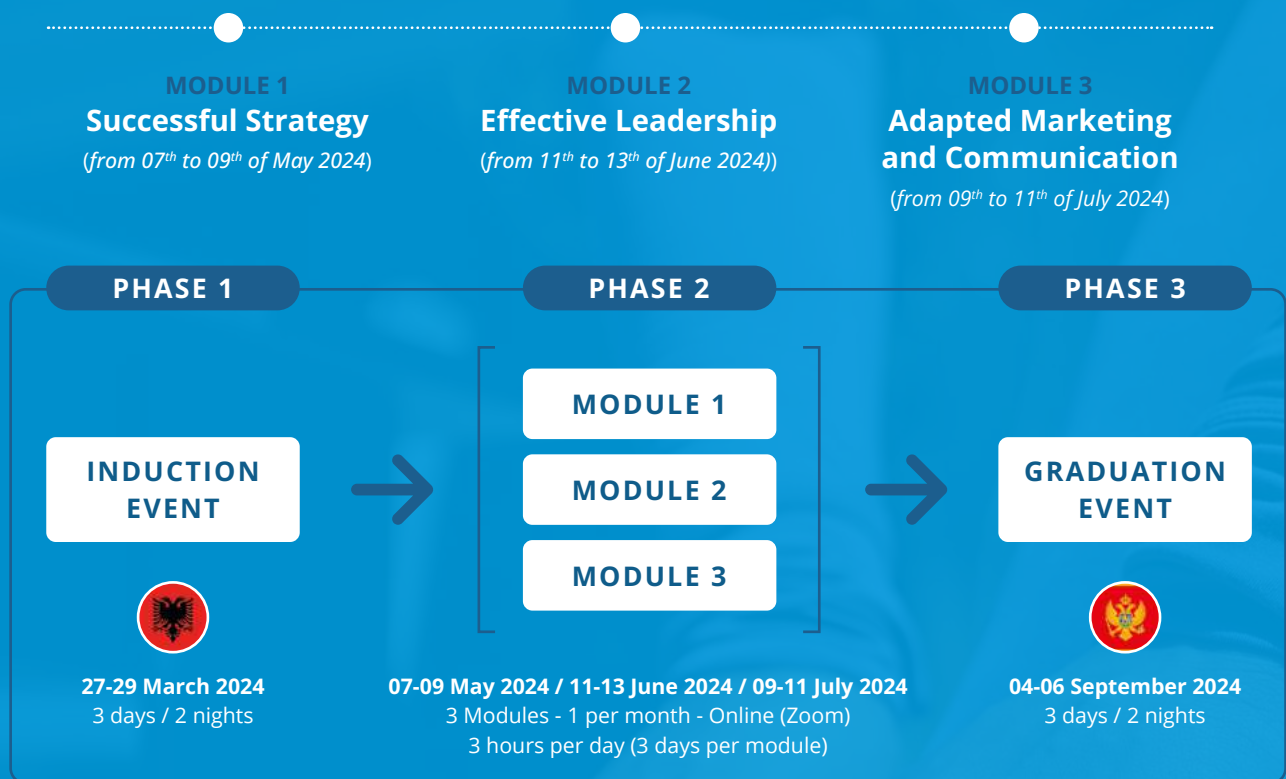 MODULE 1
Successful Strategy
(from 07th to 09th of May 2024)
MODULE 2
Effective Leadership
(from 11th to 13th of June 2024))
MODULE 3
Adapted Marketing
and Communication
(from 09th to 11th of July 2024)
PHASE 1
PHASE 2
PHASE 3
INDUCTION
EVENT
MODULE 1
MODULE 2
MODULE 3
GRADUATION
EVENT
27-29 March 2024
3 days / 2 nights
07-09 May 2024 / 11-13 June 2024 / 09-11 July 2024
3 Modules - 1 per month - Online (Zoom)
3 hours per day (3 days per module)
04-06 September 2024
3 days / 2 nights